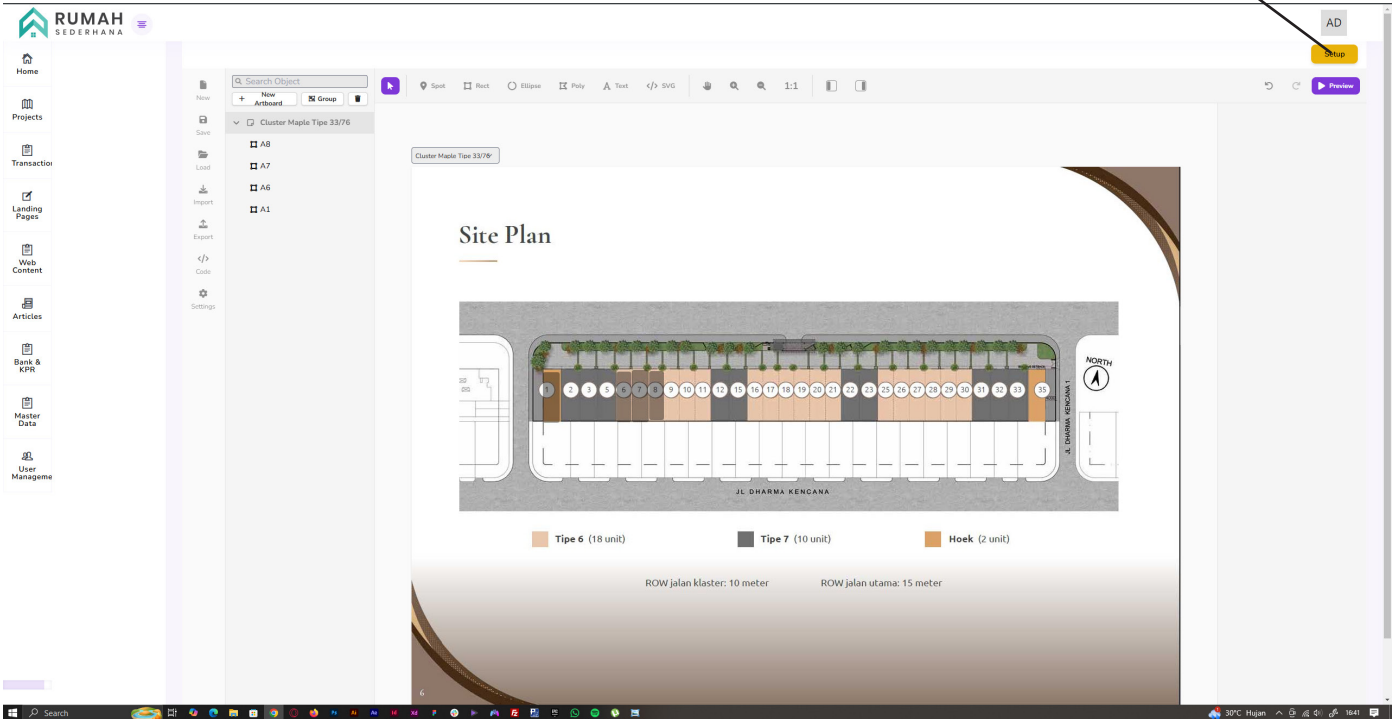 RUMAH
SEDERHANA
AD
Setup
Home
Projects
Transaction
Landing
Pages
Web
Content
Articles
Bank &
KPR
Master
Data
User
Manageme
New
Save
Load
Import
Export
</>
Code
Settings
Search Object
+ New
Artboard
Group
Cluster Maple Tipe 33/76
A8
A7
A6
A1
Spot
Rect
Ellipse
Poly
A Text
</> SVG
1:1
Preview
Cluster Maple Tipe 33/76
Site Plan
NORTH
1 2 3 5 6 7 8 9 10 11 12 15 16 17 18 19 20 21 22 23 25 26 27 28 29 30 31 32 33 35
JL DHARMA KENCANA 1
JL DHARMA KENCANA
Tipe 6 (18 unit)
Tipe 7 (10 unit)
Hoek (2 unit)
ROW jalan klaster: 10 meter
ROW jalan utama: 15 meter
6
Search
30°C Hujan
16:41